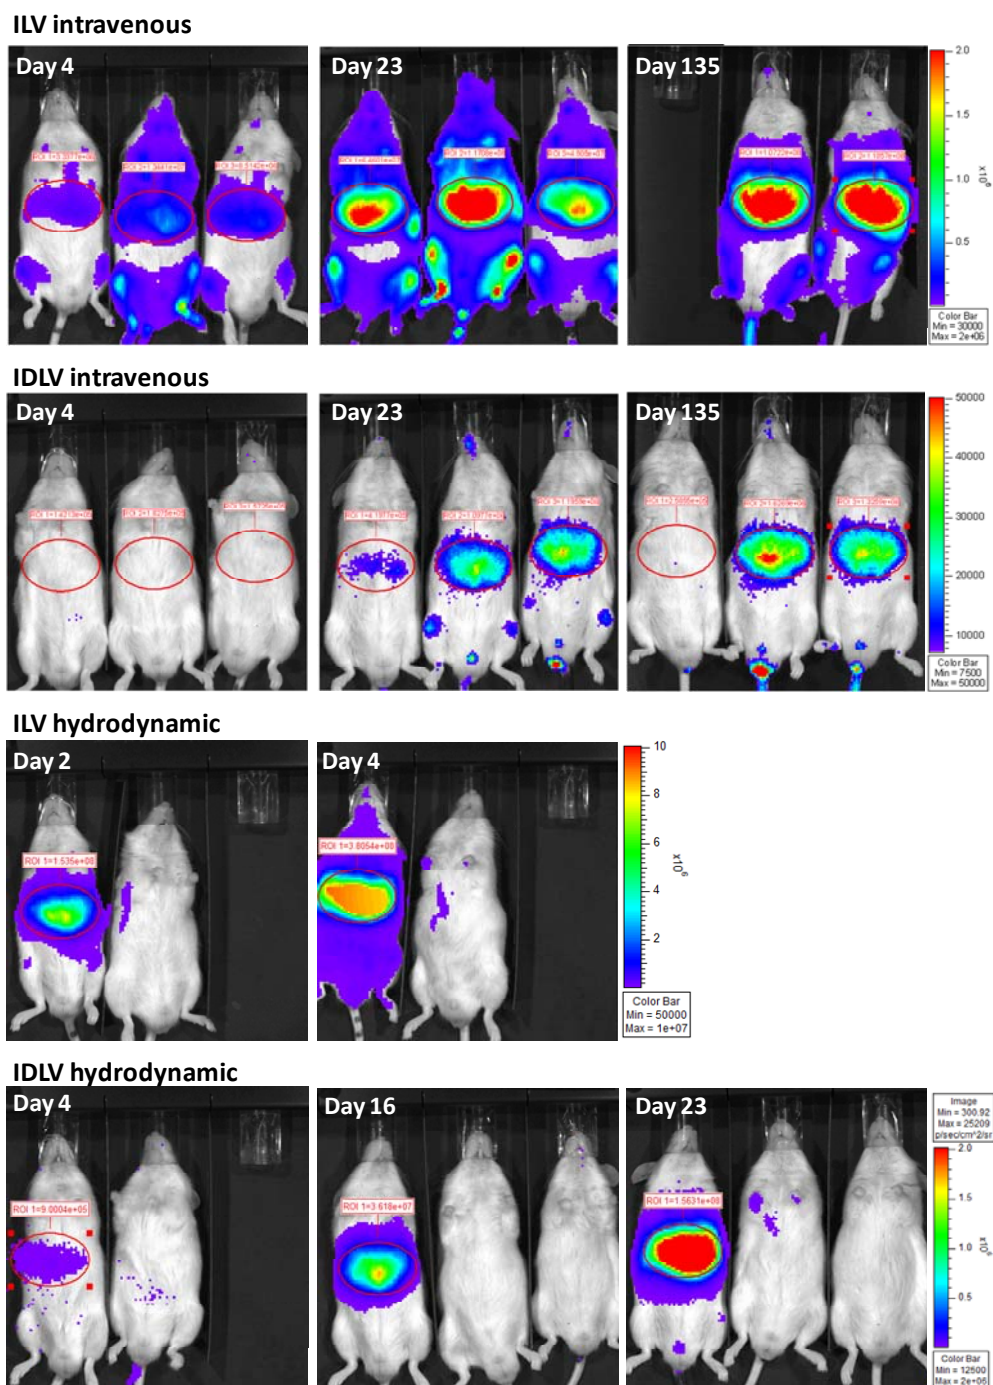 ILV intravenous
Day 4
Day 23
Day 135
2.0
1.5
1.0
0.5
x10⁶
Color Bar
Min = 30000
Max = 2e+06
IDLV intravenous
Day 4
Day 23
Day 135
50000
40000
30000
20000
10000
Color Bar
Min = 7500
Max = 50000
ILV hydrodynamic
Day 2
Day 4
ROI 1=1.535e+08
ROI 1=3.8054e+08
10
8
6
4
2
x10⁶
Color Bar
Min = 50000
Max = 1e+07
IDLV hydrodynamic
Day 4
Day 16
Day 23
ROI 1=9.0004e+05
ROI 1=3.618e+07
ROI 1=1.5631e+08
Image
Min = 300.92
Max = 25209
p/sec/cm^2/sr
2.0
1.5
1.0
0.5
x10⁶
Color Bar
Min = 12500
Max = 2e+06